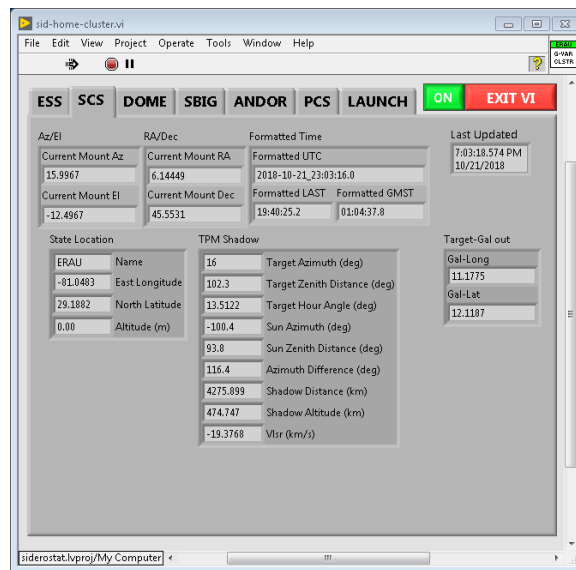 sid-home-cluster.vi
File Edit View Project Operate Tools Window Help
ERAU
G-VAR
CLSTR
ESS SCS DOME SBIG ANDOR PCS LAUNCH ON EXIT VI
Az/El RA/Dec Formatted Time Last Updated
Current Mount Az Current Mount RA Formatted UTC 7:03:18.574 PM
15.9967 6.14449 2018-10-21_23:03:16.0 10/21/2018
Current Mount El Current Mount Dec Formatted LAST Formatted GMST
-12.4967 45.5531 19:40:25.2 01:04:37.8
State Location TPM Shadow Target-Gal out
ERAU Name 16 Target Azimuth (deg) Gal-Long
-81.0483 East Longitude 102.3 Target Zenith Distance (deg) 11.1775
29.1882 North Latitude 13.5122 Target Hour Angle (deg) Gal-Lat
0.00 Altitude (m) -100.4 Sun Azimuth (deg) 12.1187
93.8 Sun Zenith Distance (deg)
116.4 Azimuth Difference (deg)
4275.899 Shadow Distance (km)
474.747 Shadow Altitude (km)
-19.3768 Vlsr (km/s)
siderostat.lvproj/My Computer